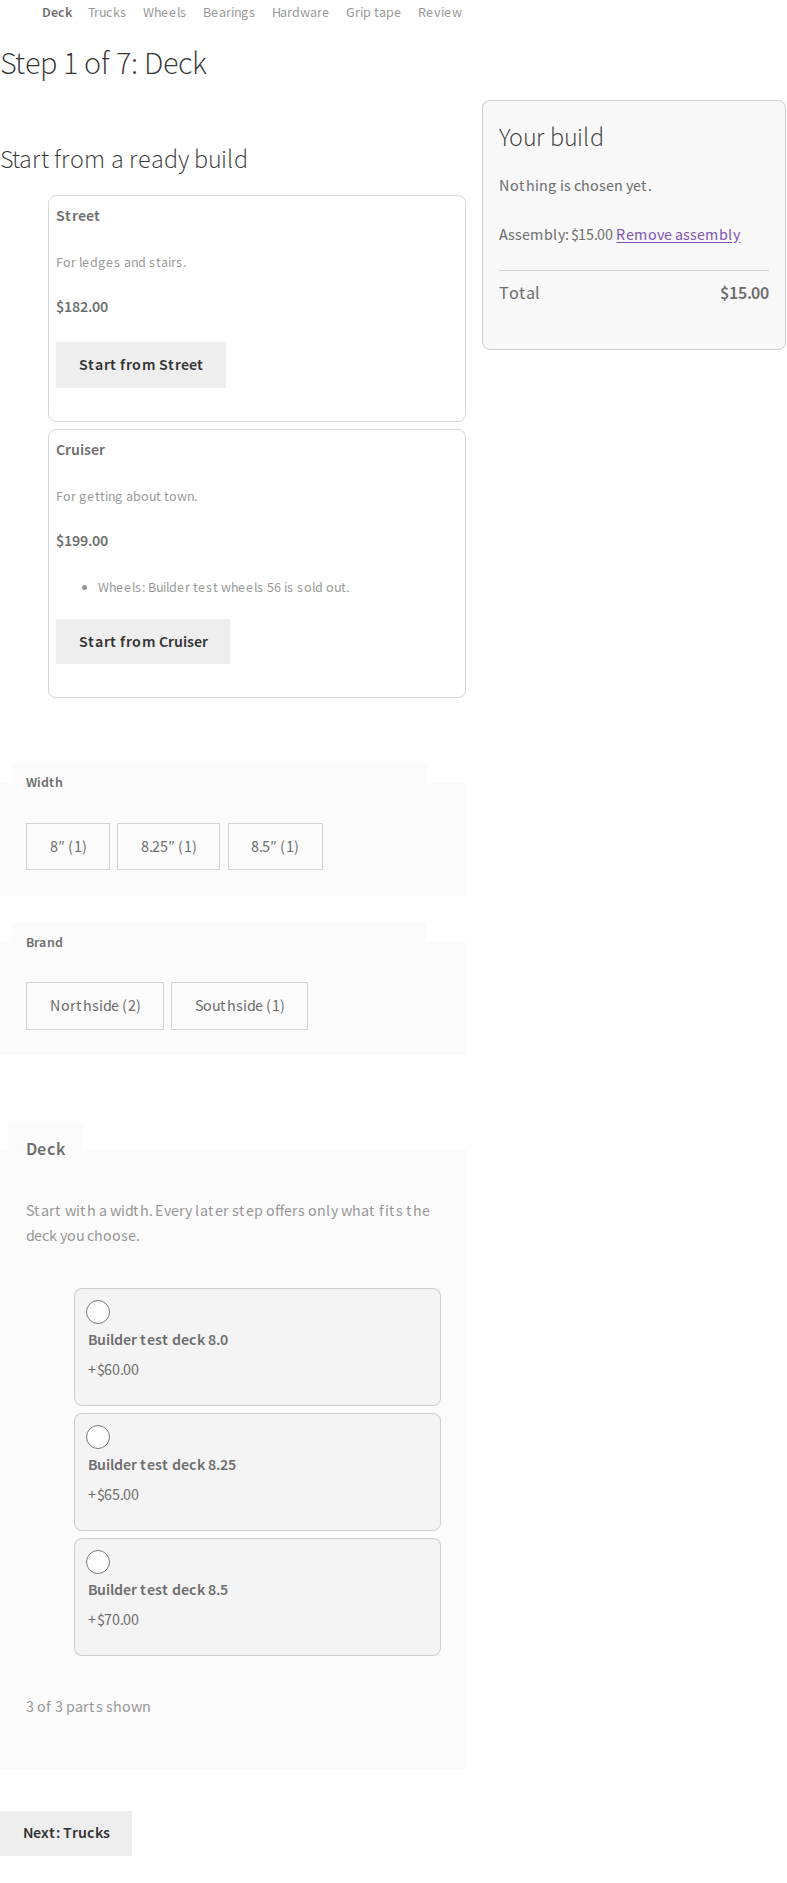 Deck Trucks Wheels Bearings Hardware Grip tape Review
Step 1 of 7: Deck
Start from a ready build
Street
For ledges and stairs.
$182.00
Start from Street
Cruiser
For getting about town.
$199.00
Wheels: Builder test wheels 56 is sold out.
Start from Cruiser
Your build
Nothing is chosen yet.
Assembly: $15.00 Remove assembly
Total $15.00
Width
8″ (1) 8.25″ (1) 8.5″ (1)
Brand
Northside (2) Southside (1)
Deck
Start with a width. Every later step offers only what fits the
deck you choose.
Builder test deck 8.0
+$60.00
Builder test deck 8.25
+$65.00
Builder test deck 8.5
+$70.00
3 of 3 parts shown
Next: Trucks